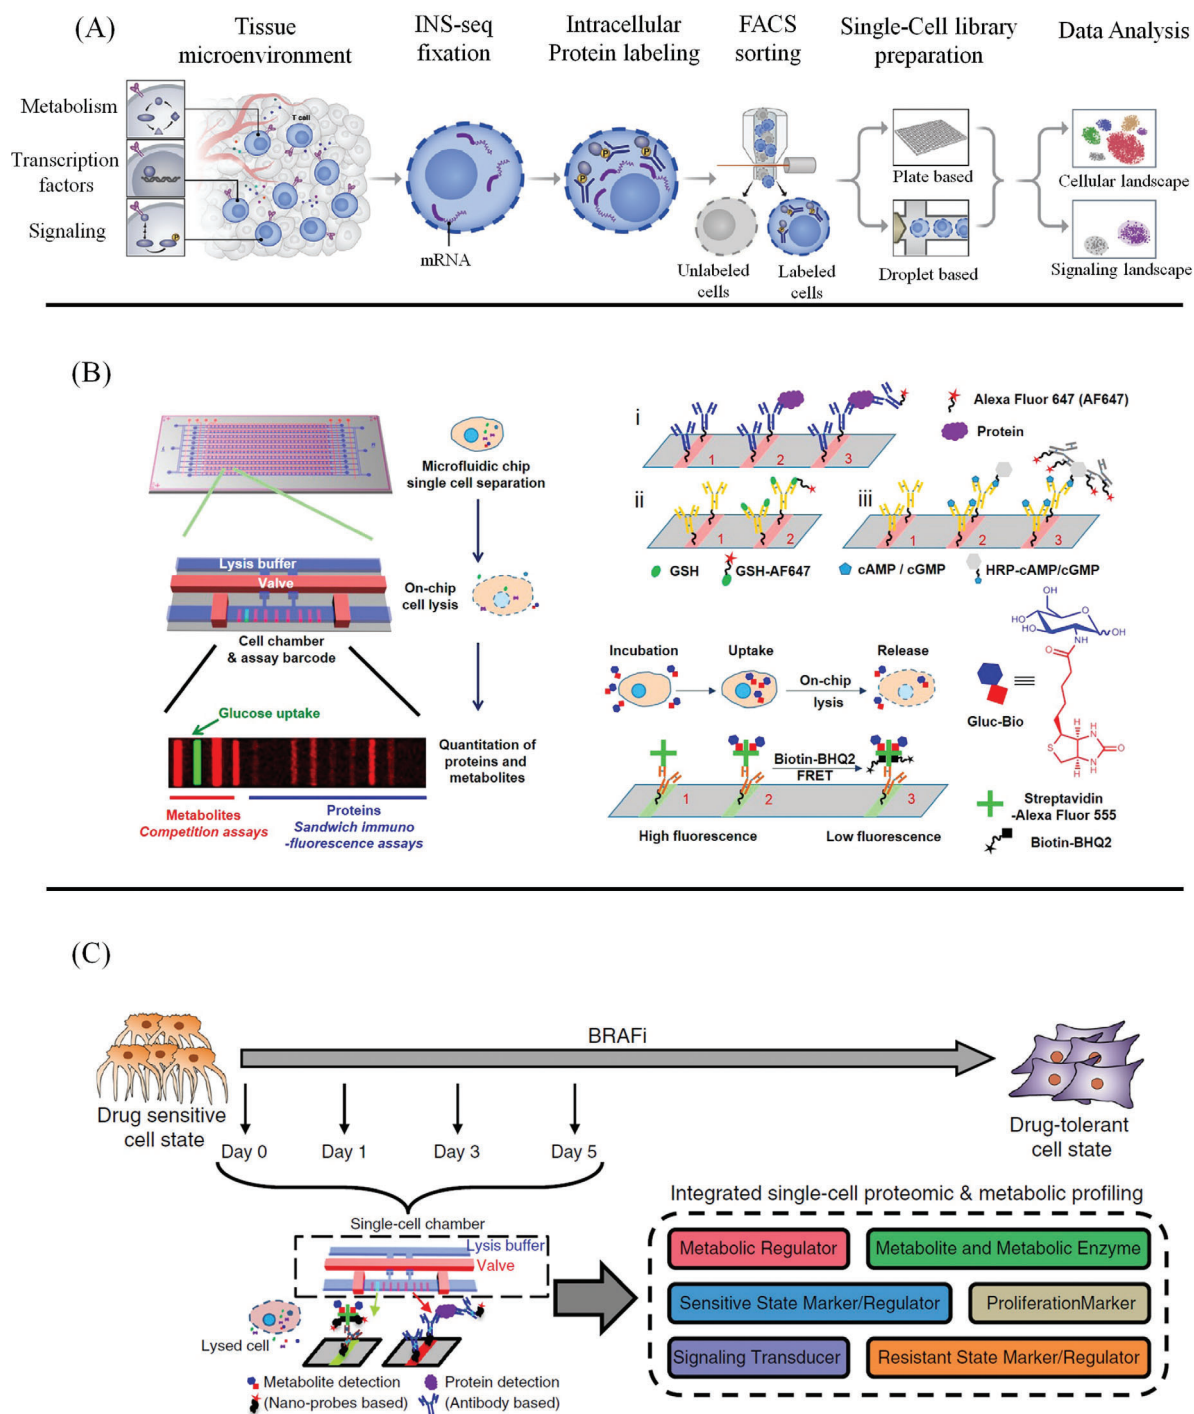 (A)
Tissue
microenvironment
INS-seq
fixation
Intracellular
Protein labeling
FACS
sorting
Single-Cell library
preparation
Data Analysis
Metabolism
Transcription
factors
Signaling
T cell
P
mRNA
P
P
P
Unlabeled
cells
Labeled
cells
Plate based
Droplet based
Cellular landscape
Signaling landscape
(B)
Microfluidic chip
single cell separation
Lysis buffer
Valve
On-chip
cell lysis
Cell chamber
& assay barcode
Glucose uptake
Quantitation of
proteins and
metabolites
Metabolites
Competition assays
Proteins
Sandwich immuno
-fluorescence assays
i
1
2
3
Alexa Fluor 647 (AF647)
Protein
ii
1
2
GSH
GSH-AF647
iii
1
2
3
cAMP / cGMP
HRP-cAMP/cGMP
Incubation
Uptake
Release
On-chip
lysis
Biotin-BHQ2
FRET
1
2
3
High fluorescence
Low fluorescence
OH
HO
HO
O
OH
NH
O
Gluc-Bio
H
HN
O
S
N
H
H
Streptavidin
-Alexa Fluor 555
Biotin-BHQ2
(C)
BRAFi
Drug sensitive
cell state
Day 0
Day 1
Day 3
Day 5
Drug-tolerant
cell state
Single-cell chamber
Lysis buffer
Valve
Lysed cell
Metabolite detection
(Nano-probes based)
Protein detection
(Antibody based)
Integrated single-cell proteomic & metabolic profiling
Metabolic Regulator
Metabolite and Metabolic Enzyme
Sensitive State Marker/Regulator
ProliferationMarker
Signaling Transducer
Resistant State Marker/Regulator